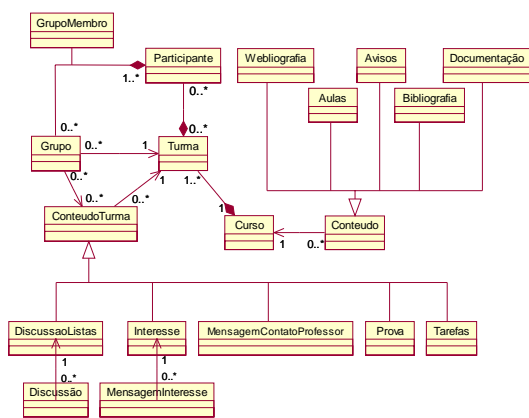 GrupoMembro
Participante
Webliografia
Avisos
Documentação
1..*
0..*
Aulas
Bibliografia
0..*
0..*
Grupo
0..*
1
Turma
0..*
1
1..*
0..*
0..*
ConteudoTurma
1
Curso
1
0..*
Conteudo
DiscussaoListas
Interesse
MensagemContatoProfessor
Prova
Tarefas
1
1
0..*
0..*
Discussão
MensagemInteresse